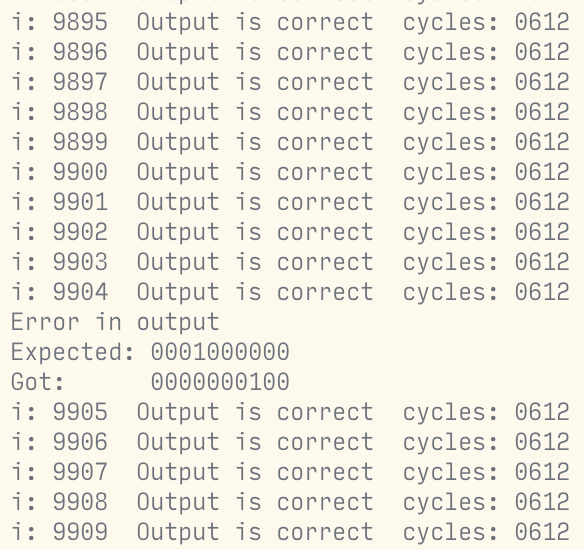 i: 9895  Output is correct  cycles: 0612
i: 9896  Output is correct  cycles: 0612
i: 9897  Output is correct  cycles: 0612
i: 9898  Output is correct  cycles: 0612
i: 9899  Output is correct  cycles: 0612
i: 9900  Output is correct  cycles: 0612
i: 9901  Output is correct  cycles: 0612
i: 9902  Output is correct  cycles: 0612
i: 9903  Output is correct  cycles: 0612
i: 9904  Output is correct  cycles: 0612
Error in output
Expected: 0001000000
Got:      0000000100
i: 9905  Output is correct  cycles: 0612
i: 9906  Output is correct  cycles: 0612
i: 9907  Output is correct  cycles: 0612
i: 9908  Output is correct  cycles: 0612
i: 9909  Output is correct  cycles: 0612